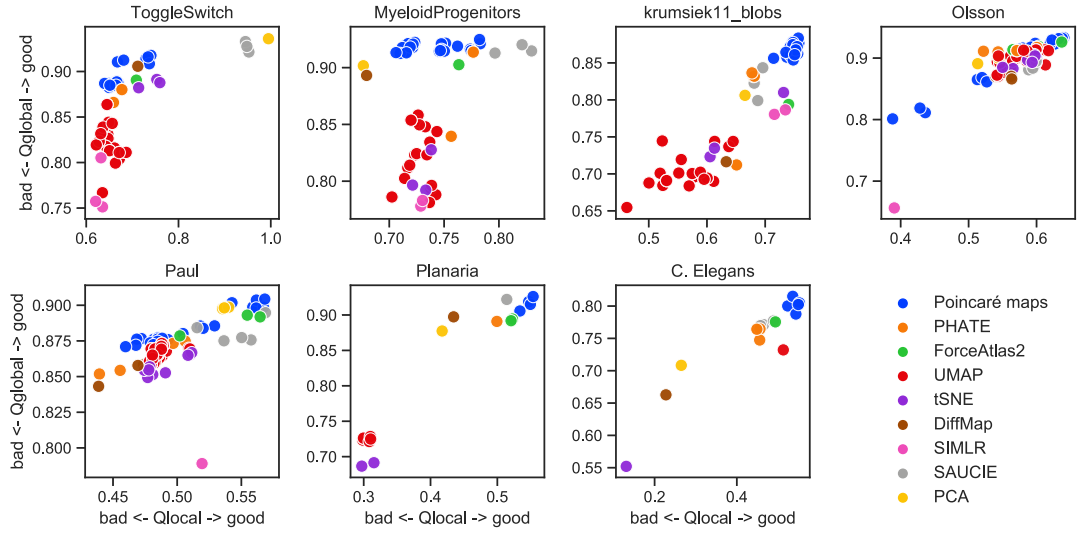 ToggleSwitch
MyeloidProgenitors
krumsiek11_blobs
Olsson
bad <- Qglobal -> good
0.90
0.85
0.80
0.75
0.6
0.8
1.0
0.90
0.85
0.80
0.70
0.75
0.80
0.85
0.80
0.75
0.70
0.65
0.5
0.6
0.7
0.9
0.8
0.7
0.4
0.5
0.6
Paul
Planaria
C. Elegans
bad <- Qglobal -> good
0.900
0.875
0.850
0.825
0.800
0.45
0.50
0.55
bad <- Qlocal -> good
0.90
0.85
0.80
0.75
0.70
0.3
0.4
0.5
bad <- Qlocal -> good
0.80
0.75
0.70
0.65
0.60
0.55
0.2
0.4
bad <- Qlocal -> good
Poincaré maps
PHATE
ForceAtlas2
UMAP
tSNE
DiffMap
SIMLR
SAUCIE
PCA